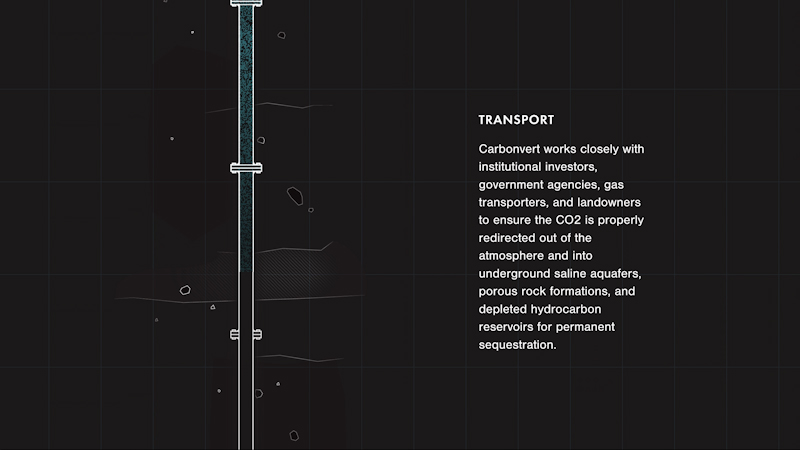 TRANSPORT
Carbonvert works closely with
institutional investors,
government agencies, gas
transporters, and landowners
to ensure the CO2 is properly
redirected out of the
atmosphere and into
underground saline aquafers,
porous rock formations, and
depleted hydrocarbon
reservoirs for permanent
sequestration.